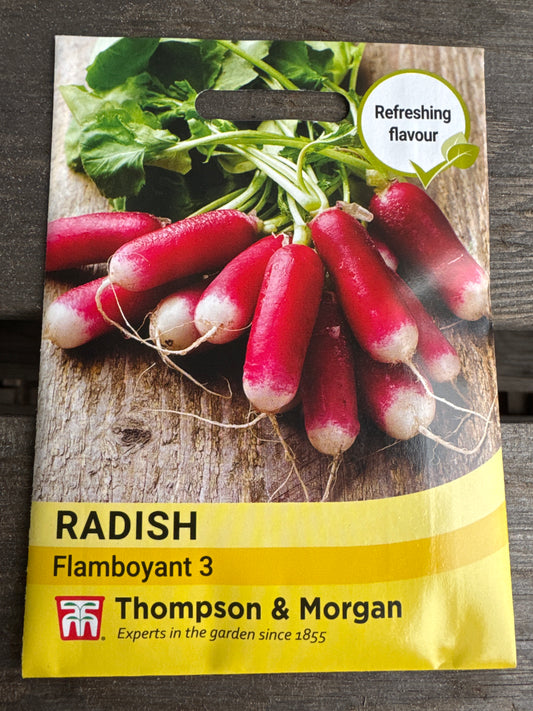 Refreshing
flavour
RADISH
Flamboyant 3
Thompson & Morgan
Experts in the garden since 1855